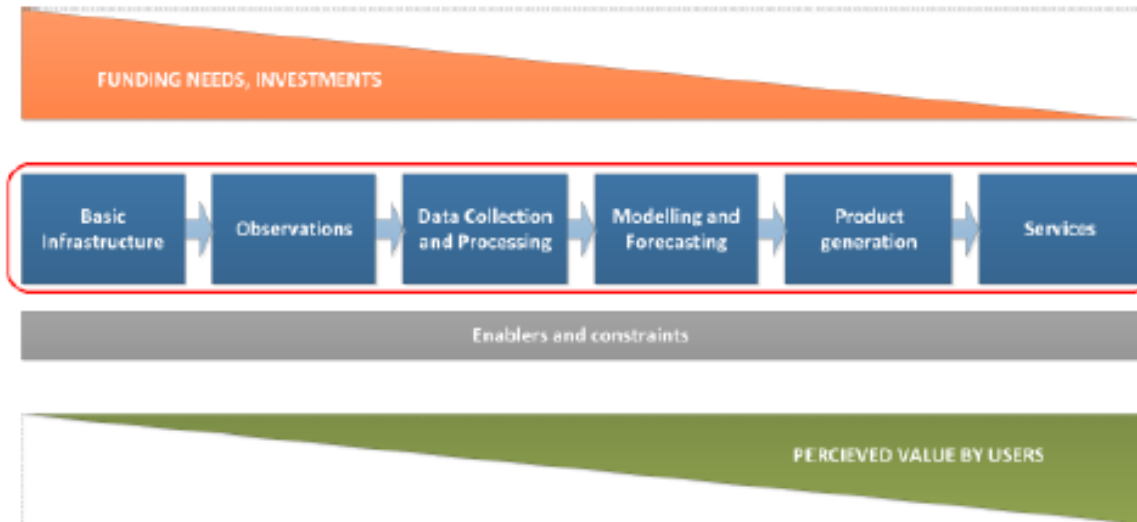 FUNDING NEEDS, INVESTMENTS
Basic
Infrastructure
Observations
Data Collection
and Processing
Modelling and
Forecasting
Product
generation
Services
Enablers and constraints
PERCIEVED VALUE BY USERS